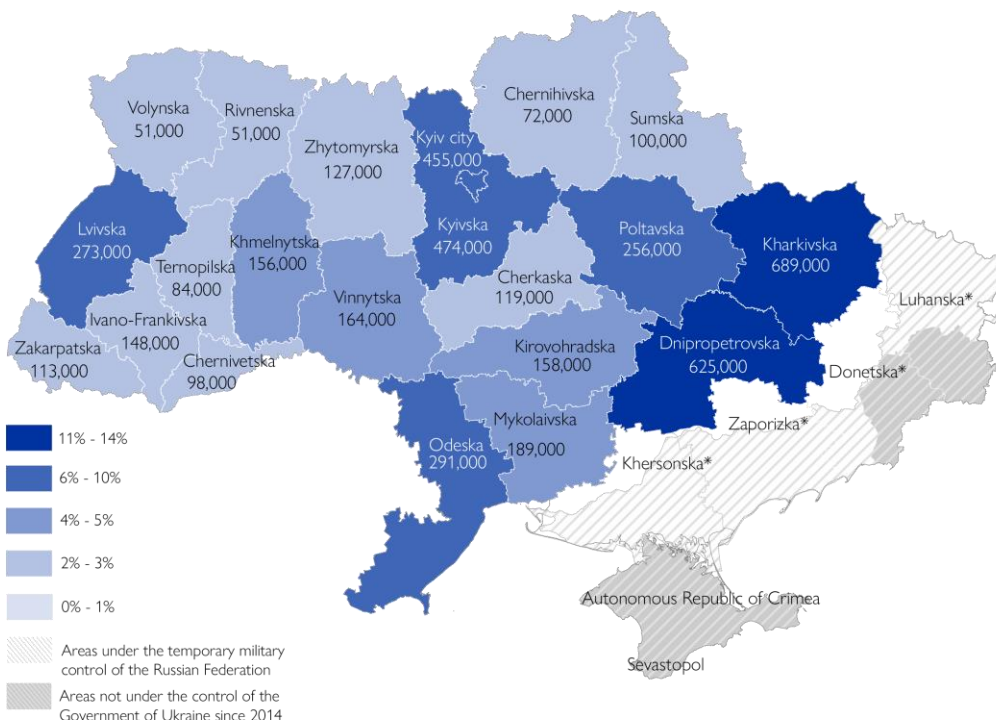 Volynska
51,000
Rivnenska
51,000
Zhytomyrska
127,000
Kyiv city
455,000
Chernihivska
72,000
Sumska
100,000
Lvivska
273,000
Ternopilska
84,000
Khmelnytska
156,000
Kyivska
474,000
Poltavska
256,000
Kharkivska
689,000
Cherkaska
119,000
Vinnytska
164,000
Luhanska*
Ivano-Frankivska
148,000
Zakarpatska
113,000
Chernivetska
98,000
Kirovohradska
158,000
Dnipropetrovska
625,000
Donetska*
Mykolaivska
189,000
Zaporizka*
Odeska
291,000
Khersonska*
Autonomous Republic of Crimea
Sevastopol
11% - 14%
6% - 10%
4% - 5%
2% - 3%
0% - 1%
Areas under the temporary military
control of the Russian Federation
Areas not under the control of the
Government of Ukraine since 2014